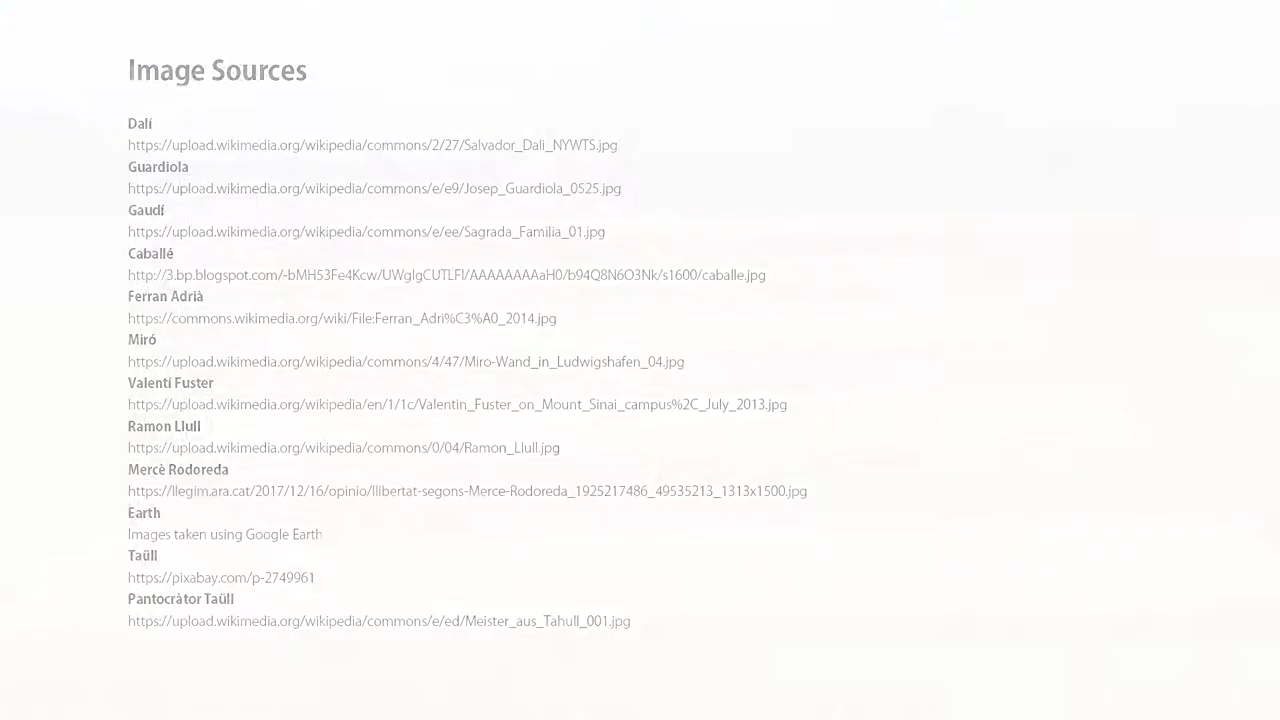 Image Sources
Dalí
https://upload.wikimedia.org/wikipedia/commons/2/27/Salvador_Dali_NYWTS.jpg
Guardiola
https://upload.wikimedia.org/wikipedia/commons/e/e9/Josep_Guardiola_0525.jpg
Gaudí
https://upload.wikimedia.org/wikipedia/commons/e/ee/Sagrada_Familia_01.jpg
Caballé
http://3.bp.blogspot.com/-bMH53Fe4Kcw/UWgIgCUTLFI/AAAAAAAAaH0/b94Q8N6O3Nk/s1600/caballe.jpg
Ferran Adrià
https://commons.wikimedia.org/wiki/File:Ferran_Adri%C3%A0_2014.jpg
Miró
https://upload.wikimedia.org/wikipedia/commons/4/47/Miro-Wand_in_Ludwigshafen_04.jpg
Valentí Fuster
https://upload.wikimedia.org/wikipedia/en/1/1c/Valentin_Fuster_on_Mount_Sinai_campus%2C_July_2013.jpg
Ramon Llull
https://upload.wikimedia.org/wikipedia/commons/0/04/Ramon_Llull.jpg
Mercè Rodoreda
https://llegim.ara.cat/2017/12/16/opinio/llibertat-segons-Merce-Rodoreda_1925217486_49535213_1313x1500.jpg
Earth
Images taken using Google Earth
Taüll
https://pixabay.com/p-2749961
Pantocràtor Taüll
https://upload.wikimedia.org/wikipedia/commons/e/ed/Meister_aus_Tahull_001.jpg